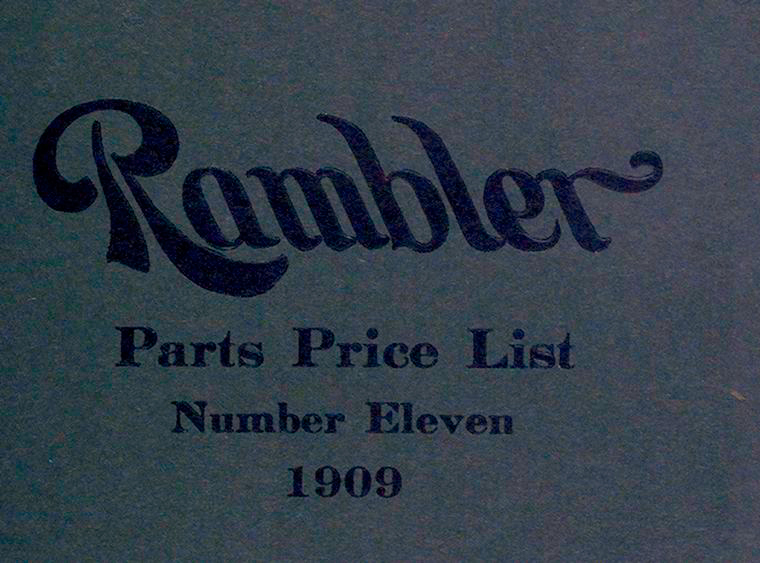 Rambler
Parts Price List
Number Eleven
1909